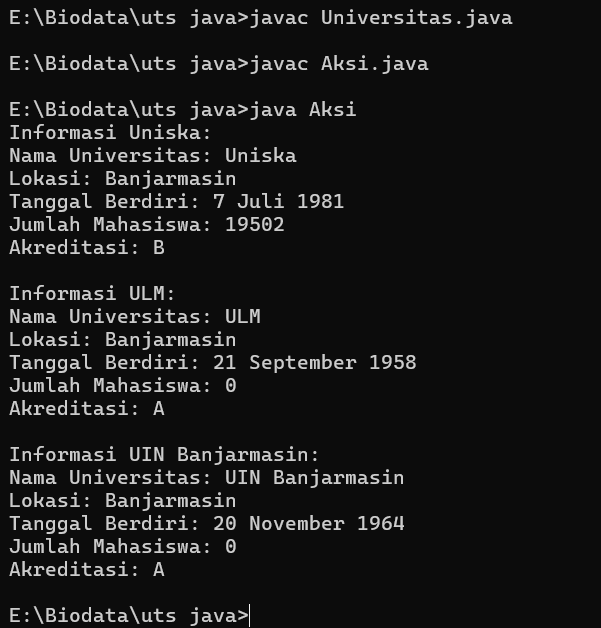 E:\Biodata\uts java>javac Universitas.java
E:\Biodata\uts java>javac Aksi.java
E:\Biodata\uts java>java Aksi
Informasi Uniska:
Nama Universitas: Uniska
Lokasi: Banjarmasin
Tanggal Berdiri: 7 Juli 1981
Jumlah Mahasiswa: 19502
Akreditasi: B
Informasi ULM:
Nama Universitas: ULM
Lokasi: Banjarmasin
Tanggal Berdiri: 21 September 1958
Jumlah Mahasiswa: 0
Akreditasi: A
Informasi UIN Banjarmasin:
Nama Universitas: UIN Banjarmasin
Lokasi: Banjarmasin
Tanggal Berdiri: 20 November 1964
Jumlah Mahasiswa: 0
Akreditasi: A
E:\Biodata\uts java>